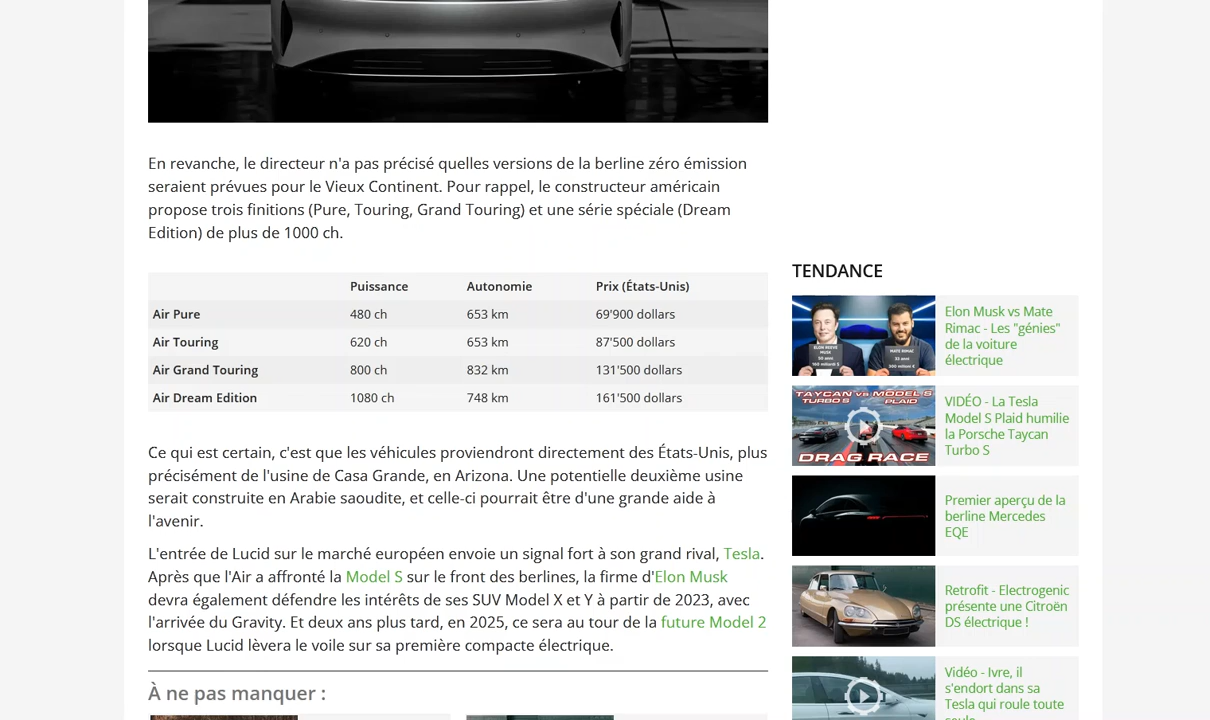 En revanche, le directeur n'a pas précisé quelles versions de la berline zéro émission
seraient prévues pour le Vieux Continent. Pour rappel, le constructeur américain
propose trois finitions (Pure, Touring, Grand Touring) et une série spéciale (Dream
Edition) de plus de 1000 ch.
Puissance Autonomie Prix (États-Unis)
Air Pure 480 ch 653 km 69'900 dollars
Air Touring 620 ch 653 km 87'500 dollars
Air Grand Touring 800 ch 832 km 131'500 dollars
Air Dream Edition 1080 ch 748 km 161'500 dollars
Ce qui est certain, c'est que les véhicules proviendront directement des États-Unis, plus
précisément de l'usine de Casa Grande, en Arizona. Une potentielle deuxième usine
serait construite en Arabie saoudite, et celle-ci pourrait être d'une grande aide à
l'avenir.
L'entrée de Lucid sur le marché européen envoie un signal fort à son grand rival, Tesla.
Après que l'Air a affronté la Model S sur le front des berlines, la firme d'Elon Musk
devra également défendre les intérêts de ses SUV Model X et Y à partir de 2023, avec
l'arrivée du Gravity. Et deux ans plus tard, en 2025, ce sera au tour de la future Model 2
lorsque Lucid lèvera le voile sur sa première compacte électrique.
À ne pas manquer :
TENDANCE
Elon Musk vs Mate
Rimac - Les "génies"
de la voiture
électrique
TAYCAN vs MODEL S
TURBO S PLAID
DRAG RACE
VIDÉO - La Tesla
Model S Plaid humilie
la Porsche Taycan
Turbo S
Premier aperçu de la
berline Mercedes
EQE
Retrofit - Electrogenic
présente une Citroën
DS électrique !
Vidéo - Ivre, il
s'endort dans sa
Tesla qui roule toute